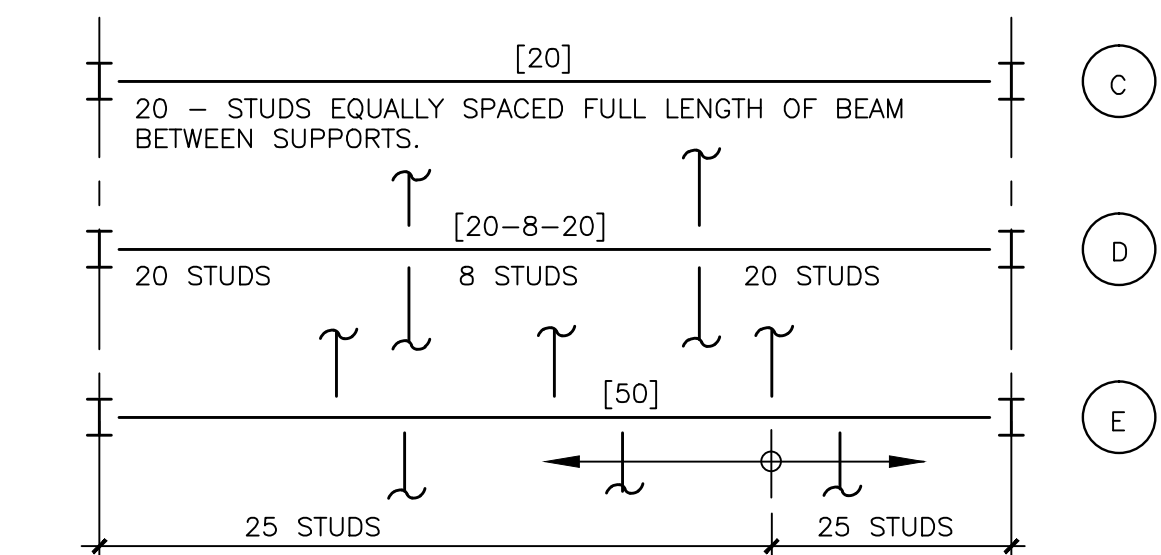 [20]
C
20 – STUDS EQUALLY SPACED FULL LENGTH OF BEAM
BETWEEN SUPPORTS.
[20–8–20]
D
20 STUDS 8 STUDS 20 STUDS
[50]
E
25 STUDS 25 STUDS